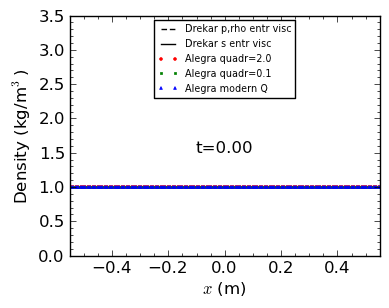 3.5
3.0
2.5
2.0
1.5
1.0
0.5
0.0
Density (kg/m³)
Drekar p,rho entr visc
Drekar s entr visc
Alegra quadr=2.0
Alegra quadr=0.1
Alegra modern Q
t=0.00
−0.4 −0.2 0.0 0.2 0.4
x (m)